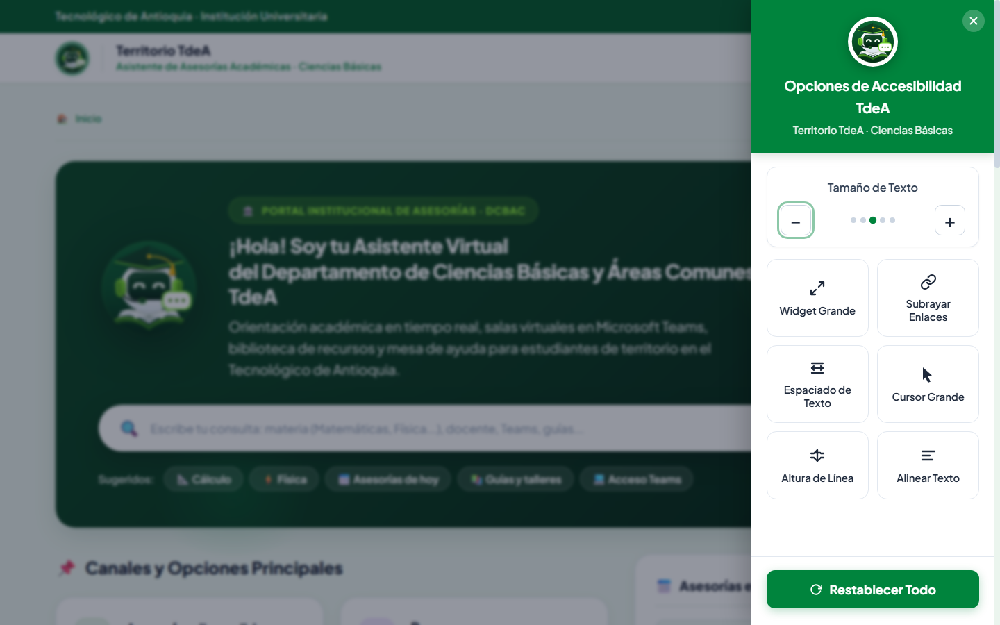 Tecnológico de Antioquia · Institución Universitaria
Territorio TdeA
Asistente de Asesorías Académicas · Ciencias Básicas
Inicio
PORTAL INSTITUCIONAL DE ASESORÍAS · DCBAC
¡Hola! Soy tu Asistente Virtual
del Departamento de Ciencias Básicas y Áreas Comunes
TdeA
Orientación académica en tiempo real, salas virtuales en Microsoft Teams,
biblioteca de recursos y mesa de ayuda para estudiantes de territorio en el
Tecnológico de Antioquia.
Escribe tu consulta: materia (Matemáticas, Física...), docente, Teams, guías...
Sugeridos:
Cálculo
Física
Asesorías de hoy
Guías y talleres
Acceso Teams
Canales y Opciones Principales
Asesorías
Opciones de Accesibilidad
TdeA
Territorio TdeA · Ciencias Básicas
Tamaño de Texto
Widget Grande
Subrayar
Enlaces
Espaciado de
Texto
Cursor Grande
Altura de Línea
Alinear Texto
Restablecer Todo